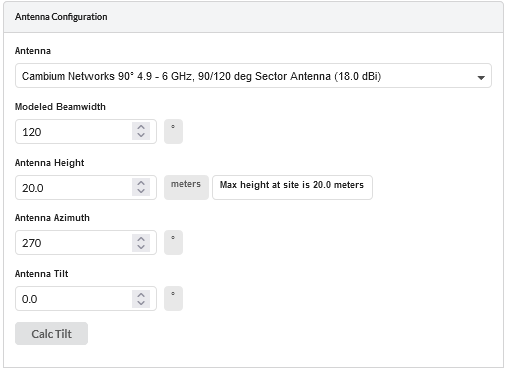 Antenna Configuration
Antenna
Cambium Networks 90° 4.9 - 6 GHz, 90/120 deg Sector Antenna (18.0 dBi)
Modeled Beamwidth
120 °
Antenna Height
20.0 meters Max height at site is 20.0 meters
Antenna Azimuth
270 °
Antenna Tilt
0.0 °
Calc Tilt